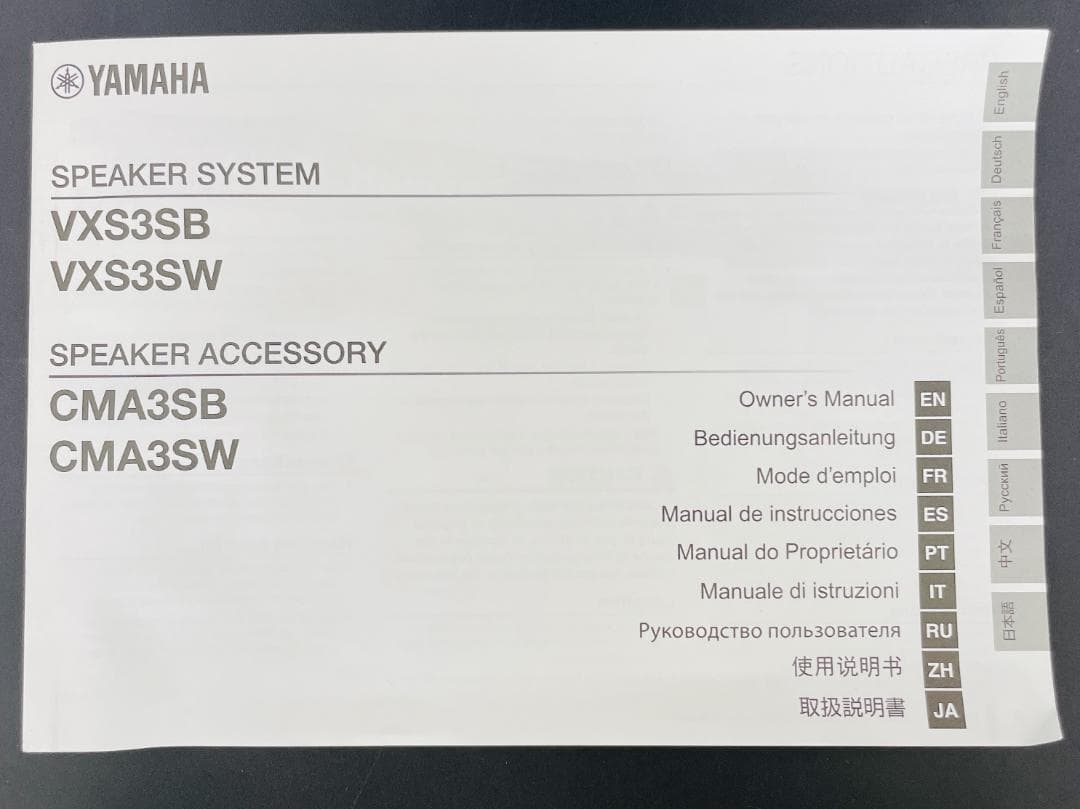 YAMAHA
SPEAKER SYSTEM
VXS3SB
VXS3SW
SPEAKER ACCESSORY
CMA3SB
CMA3SW
Owner's Manual EN
Bedienungsanleitung DE
Mode d'emploi FR
Manual de instrucciones ES
Manual do Proprietário PT
Manuale di istruzioni IT
Руководство пользователя RU
使用说明书 ZH
取扱説明書 JA
English
Deutsch
Français
Español
Português
Italiano
Русский
中文
日本語